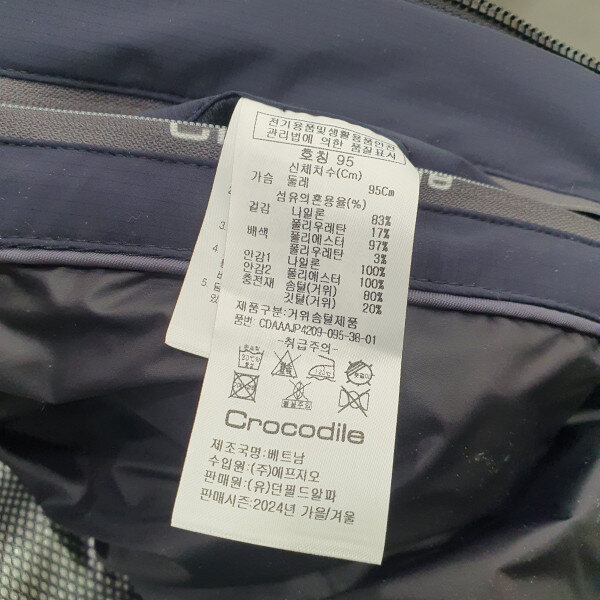 전기용품및생활용품안전
관리법에 의한 품질표시
호칭 95
신체치수(Cm)
가슴 둘레 95Cm
섬유의혼용율(%)
겉감 나일론 83%
폴리우레탄 17%
배색 폴리에스터 97%
폴리우레탄 3%
안감1 나일론 100%
안감2 폴리에스터 100%
충전재 솜털(거위) 80%
깃털(거위) 20%
제품구분:거위솜털제품
품번: CDAAAJP4209-095-38-01
-취급주의-
Crocodile
제조국명:베트남
수입원:(주)에프지오
판매원:(유)던필드알파
판매시즌:2024년 가을/겨울